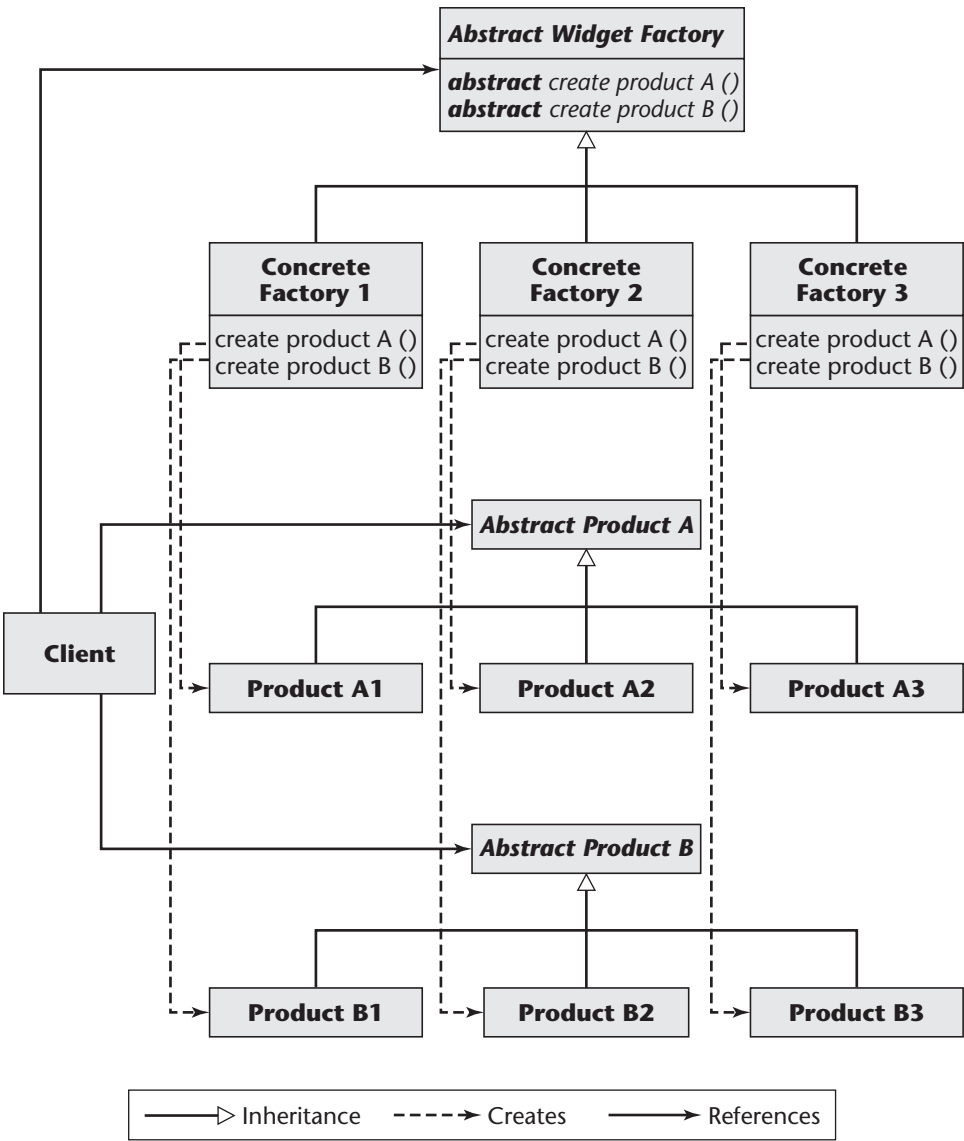 Abstract Widget Factory
abstract create product A ()
abstract create product B ()
Concrete
Factory 1
create product A ()
create product B ()
Concrete
Factory 2
create product A ()
create product B ()
Concrete
Factory 3
create product A ()
create product B ()
Abstract Product A
Client
Product A1
Product A2
Product A3
Abstract Product B
Product B1
Product B2
Product B3
Inheritance
Creates
References